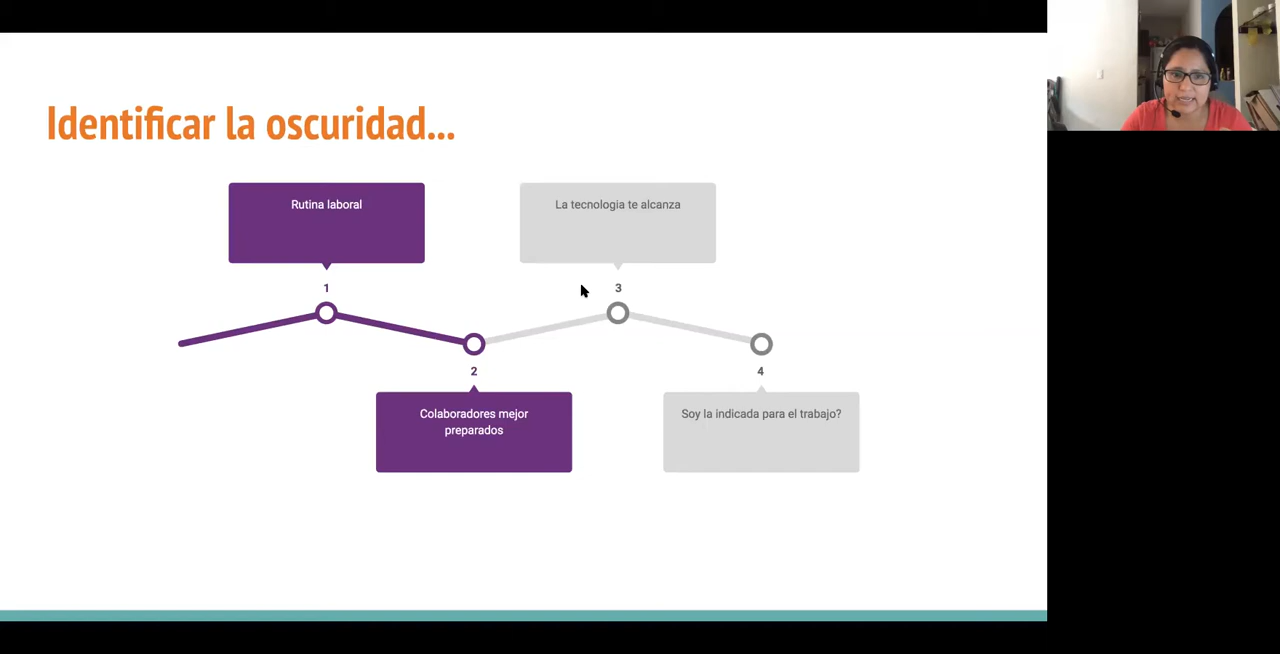 Identificar la oscuridad...
Rutina laboral
1
Colaboradores mejor
preparados
2
La tecnologia te alcanza
3
Soy la indicada para el trabajo?
4